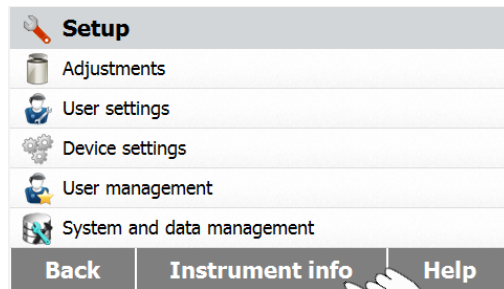 Setup
Adjustments
User settings
Device settings
User management
System and data management
Back Instrument info Help